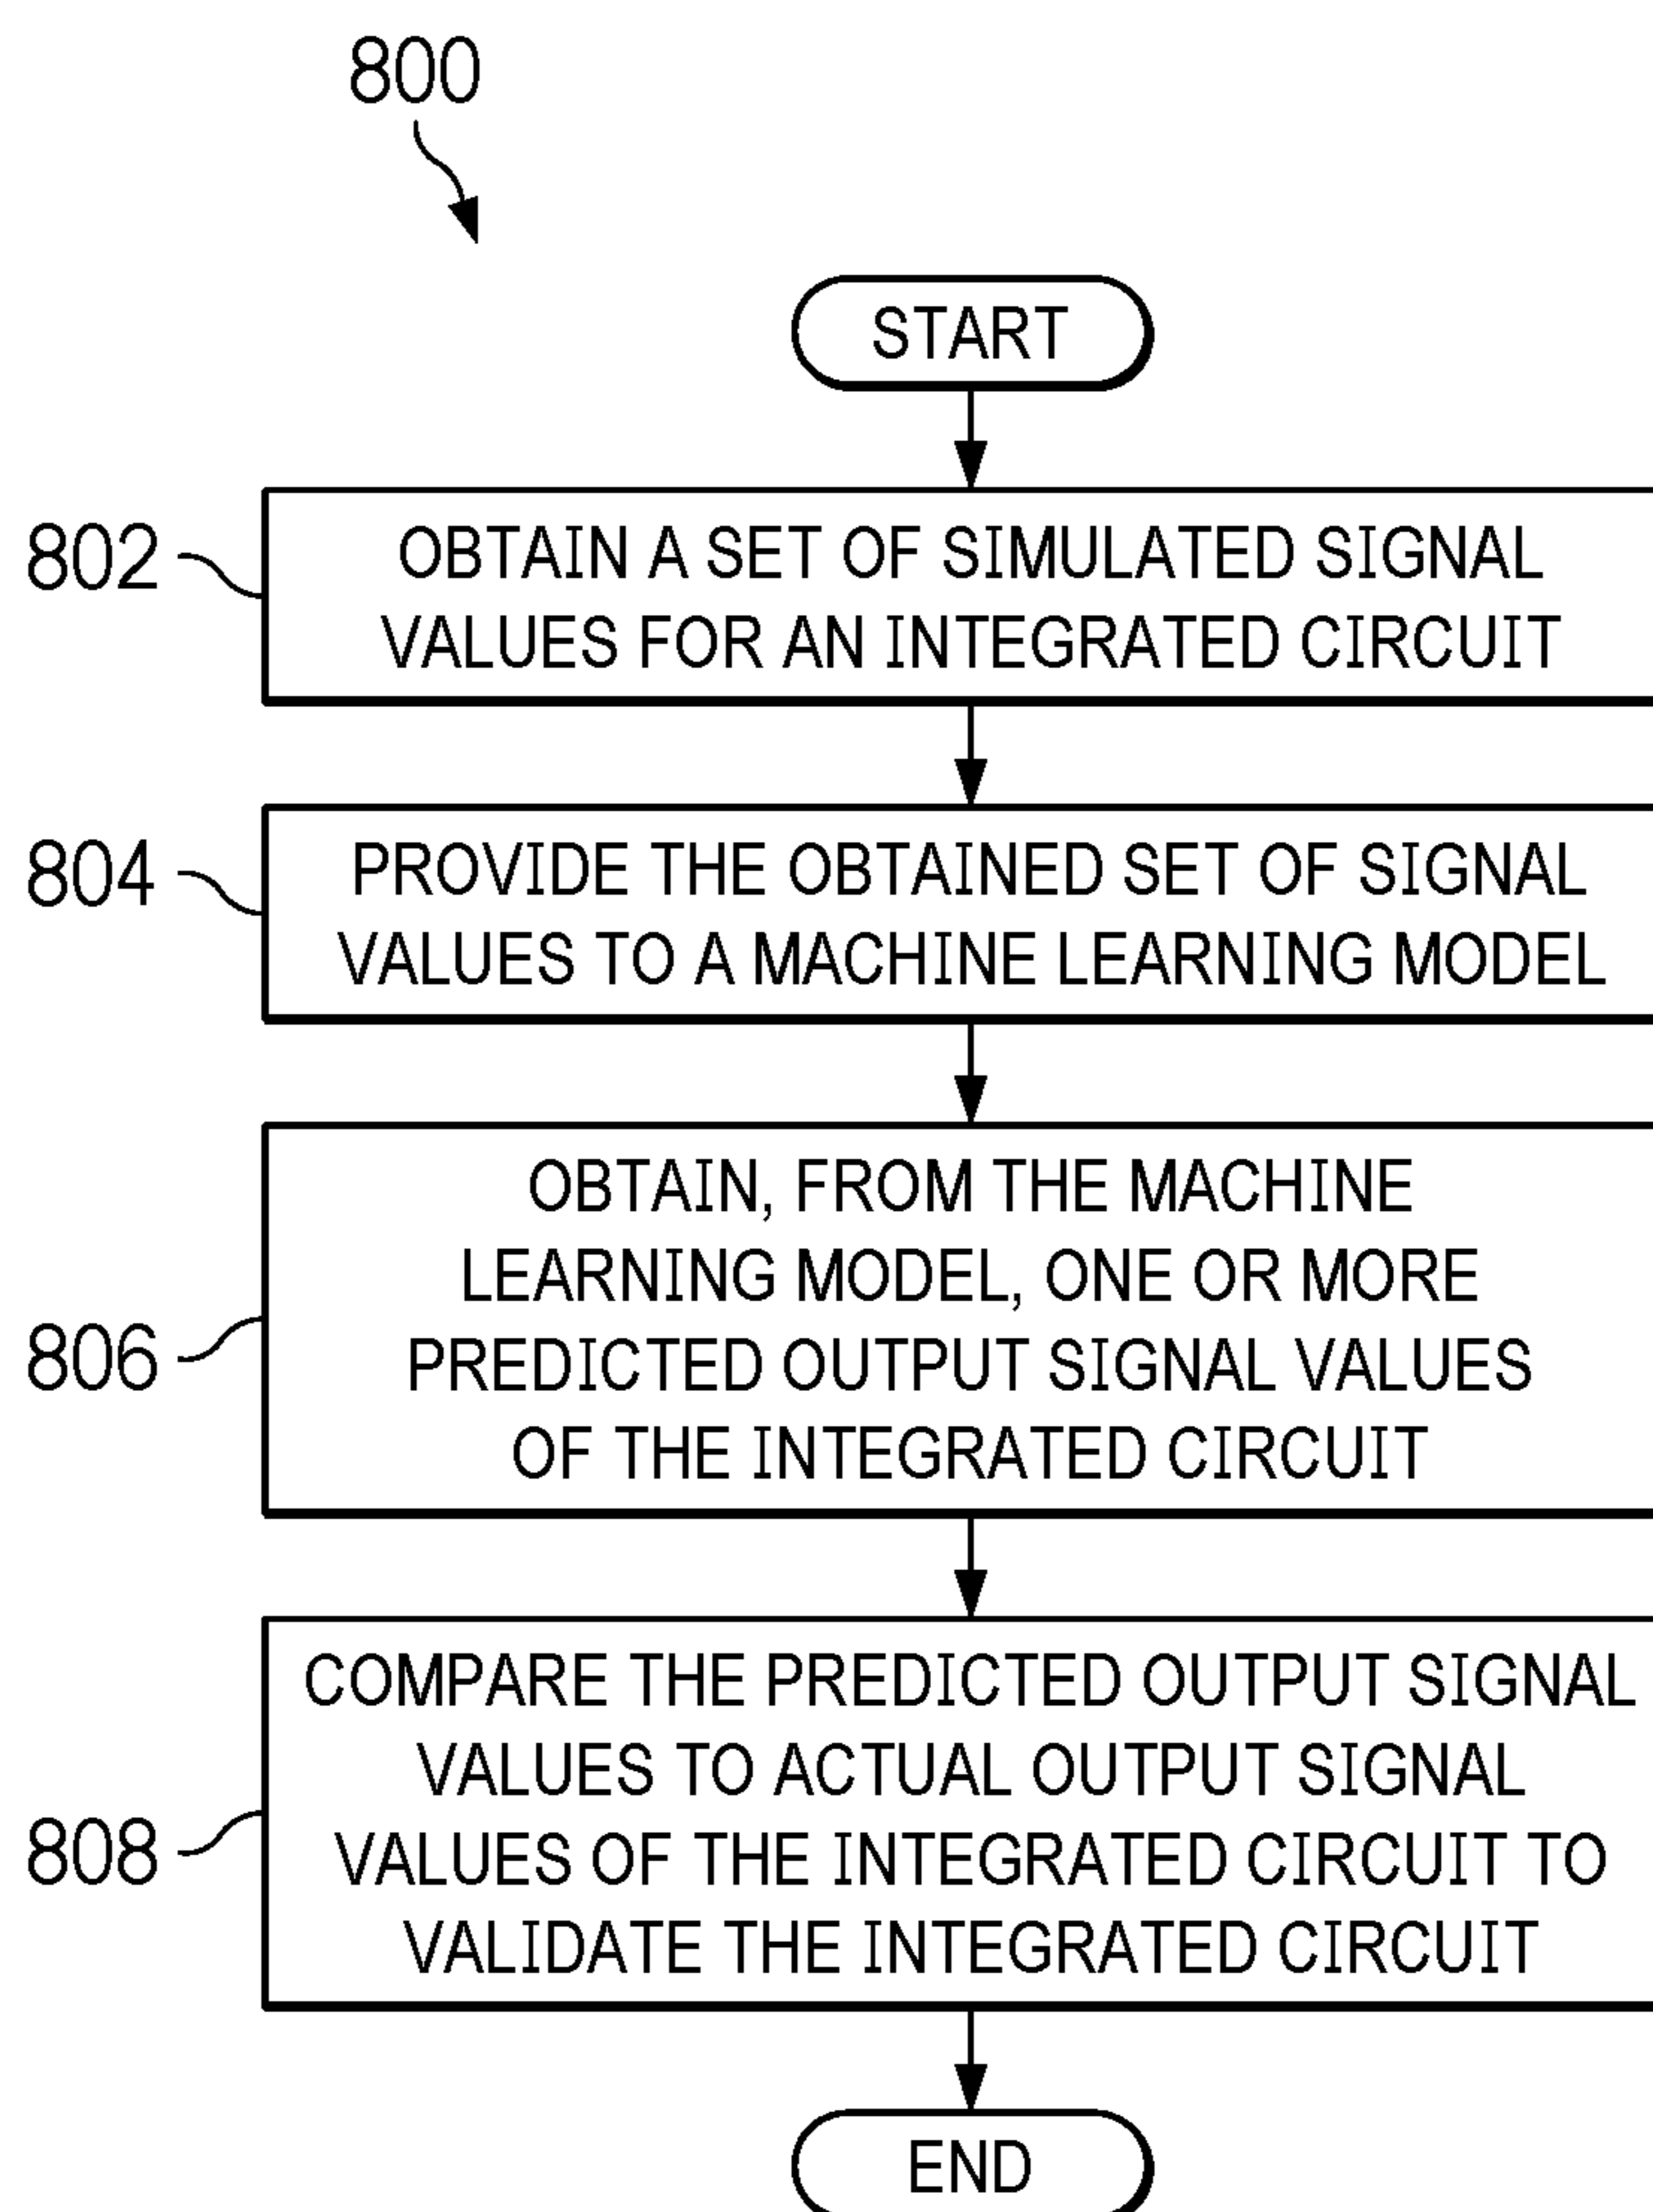 800
START
802
OBTAIN A SET OF SIMULATED SIGNAL
VALUES FOR AN INTEGRATED CIRCUIT
804
PROVIDE THE OBTAINED SET OF SIGNAL
VALUES TO A MACHINE LEARNING MODEL
806
OBTAIN, FROM THE MACHINE
LEARNING MODEL, ONE OR MORE
PREDICTED OUTPUT SIGNAL VALUES
OF THE INTEGRATED CIRCUIT
808
COMPARE THE PREDICTED OUTPUT SIGNAL
VALUES TO ACTUAL OUTPUT SIGNAL
VALUES OF THE INTEGRATED CIRCUIT TO
VALIDATE THE INTEGRATED CIRCUIT
END